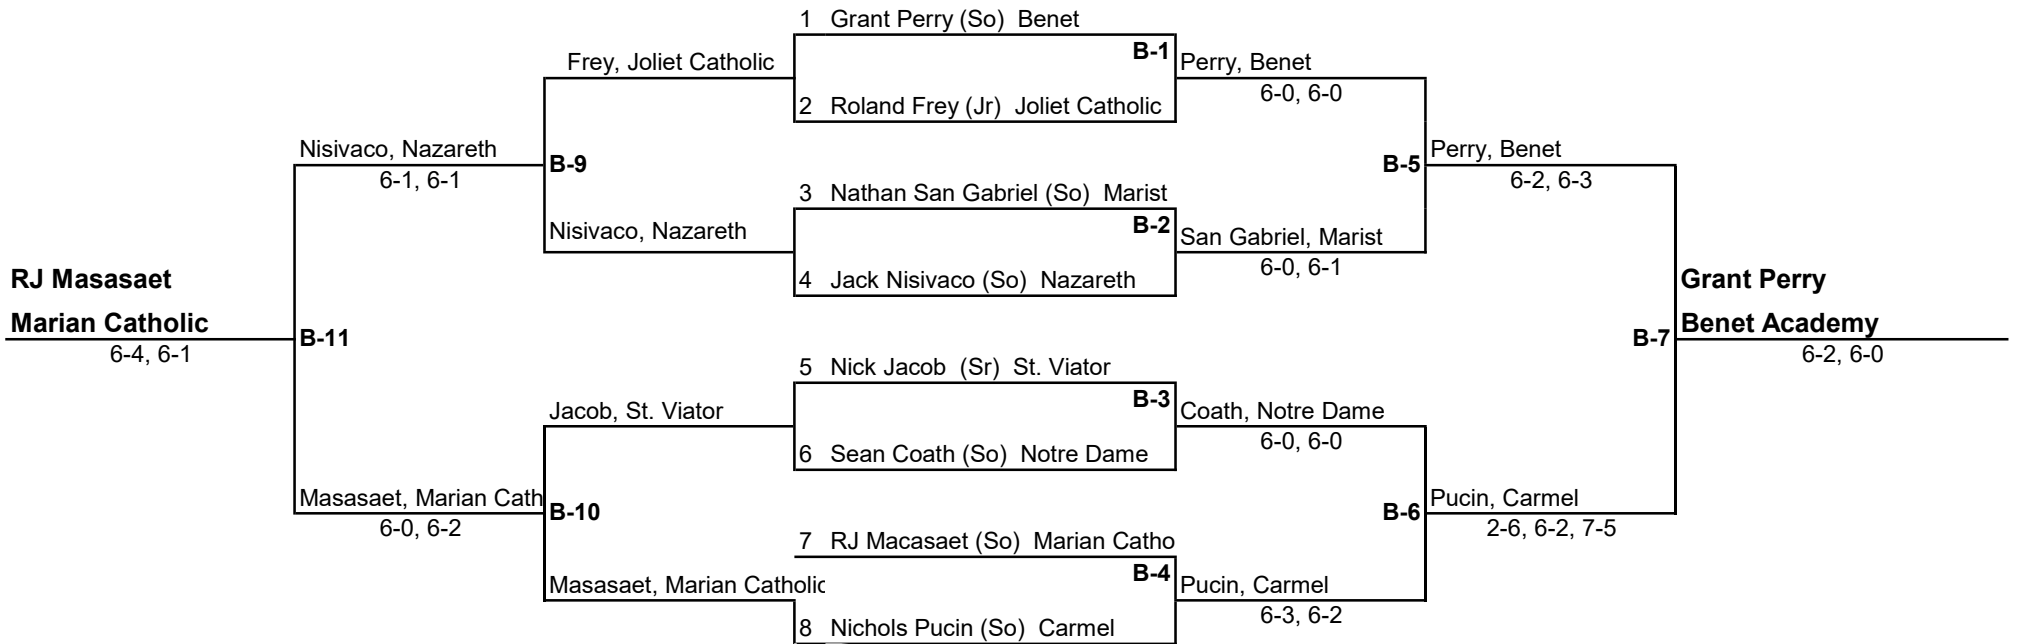 1 Grant Perry (So) Benet
B-1
Frey, Joliet Catholic
Perry, Benet
6-0, 6-0
2 Roland Frey (Jr) Joliet Catholic
Nisivaco, Nazareth
6-1, 6-1
B-9
B-5
Perry, Benet
6-2, 6-3
3 Nathan San Gabriel (So) Marist
B-2
Nisivaco, Nazareth
San Gabriel, Marist
6-0, 6-1
4 Jack Nisivaco (So) Nazareth
RJ Masasaet
Marian Catholic
6-4, 6-1
B-11
Grant Perry
Benet Academy
B-7
6-2, 6-0
5 Nick Jacob (Sr) St. Viator
B-3
Jacob, St. Viator
Coath, Notre Dame
6-0, 6-0
6 Sean Coath (So) Notre Dame
Masasaet, Marian Cath
6-0, 6-2
B-10
B-6
Pucin, Carmel
2-6, 6-2, 7-5
7 RJ Macasaet (So) Marian Catho
B-4
Masasaet, Marian Catholic
Pucin, Carmel
6-3, 6-2
8 Nichols Pucin (So) Carmel